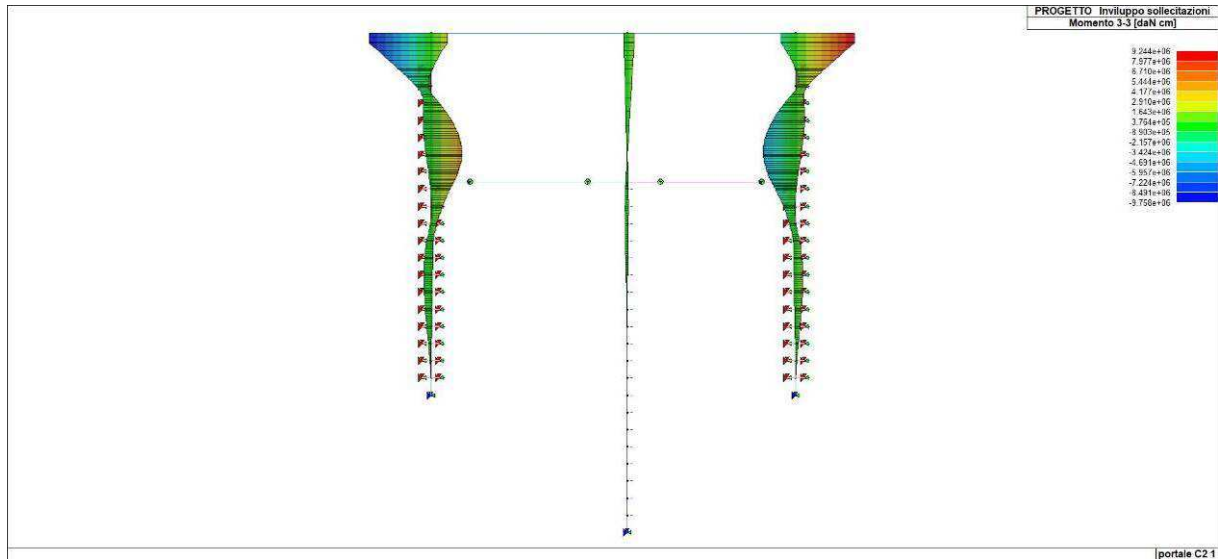 PROGETTO Inviluppo sollecitazioni
Momento 3-3 [daN cm]
9.244e+06
7.977e+06
6.710e+06
5.444e+06
4.177e+06
2.910e+06
1.643e+06
3.764e+05
-8.903e+05
-2.157e+06
-3.424e+06
-4.691e+06
-5.957e+06
-7.224e+06
-8.491e+06
-9.758e+06
portale C2 1